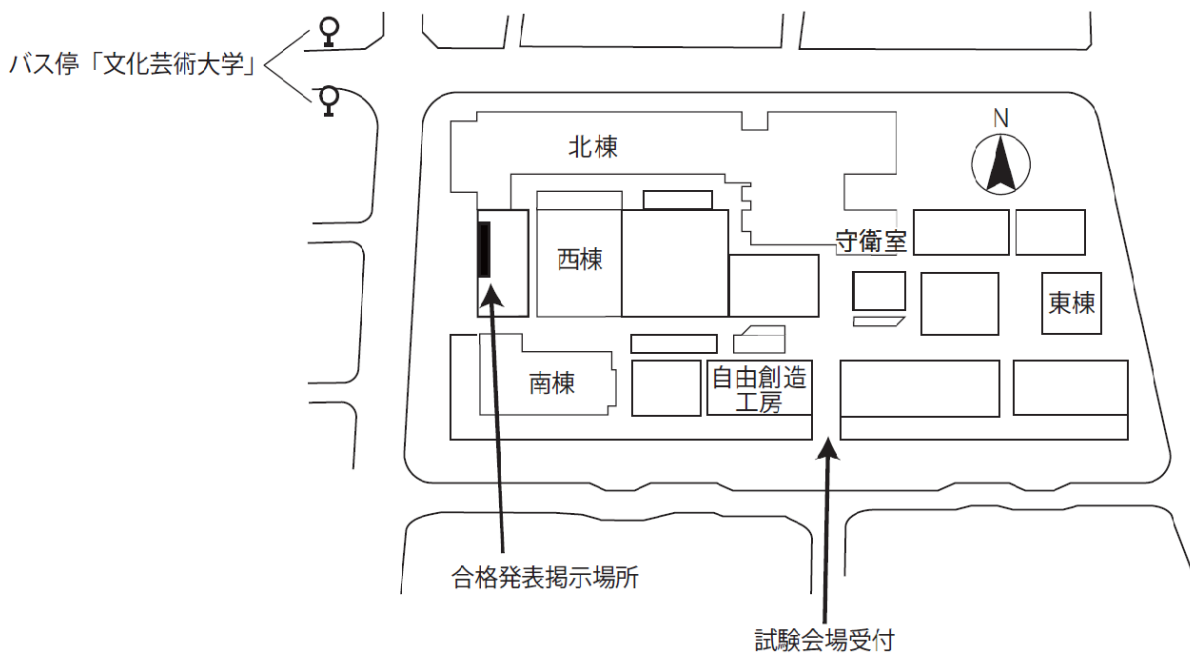 バス停「文化芸術大学」
N
北棟
守衛室
西棟
東棟
南棟
自由創造
工房
合格発表掲示場所
試験会場受付